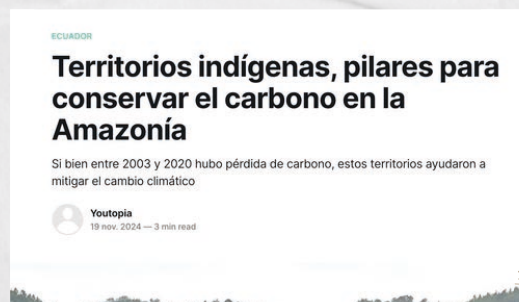 ECUADOR
Territorios indígenas, pilares para
conservar el carbono en la
Amazonía
Si bien entre 2003 y 2020 hubo pérdida de carbono, estos territorios ayudaron a
mitigar el cambio climático
Youtopia
19 nov. 2024 — 3 min read